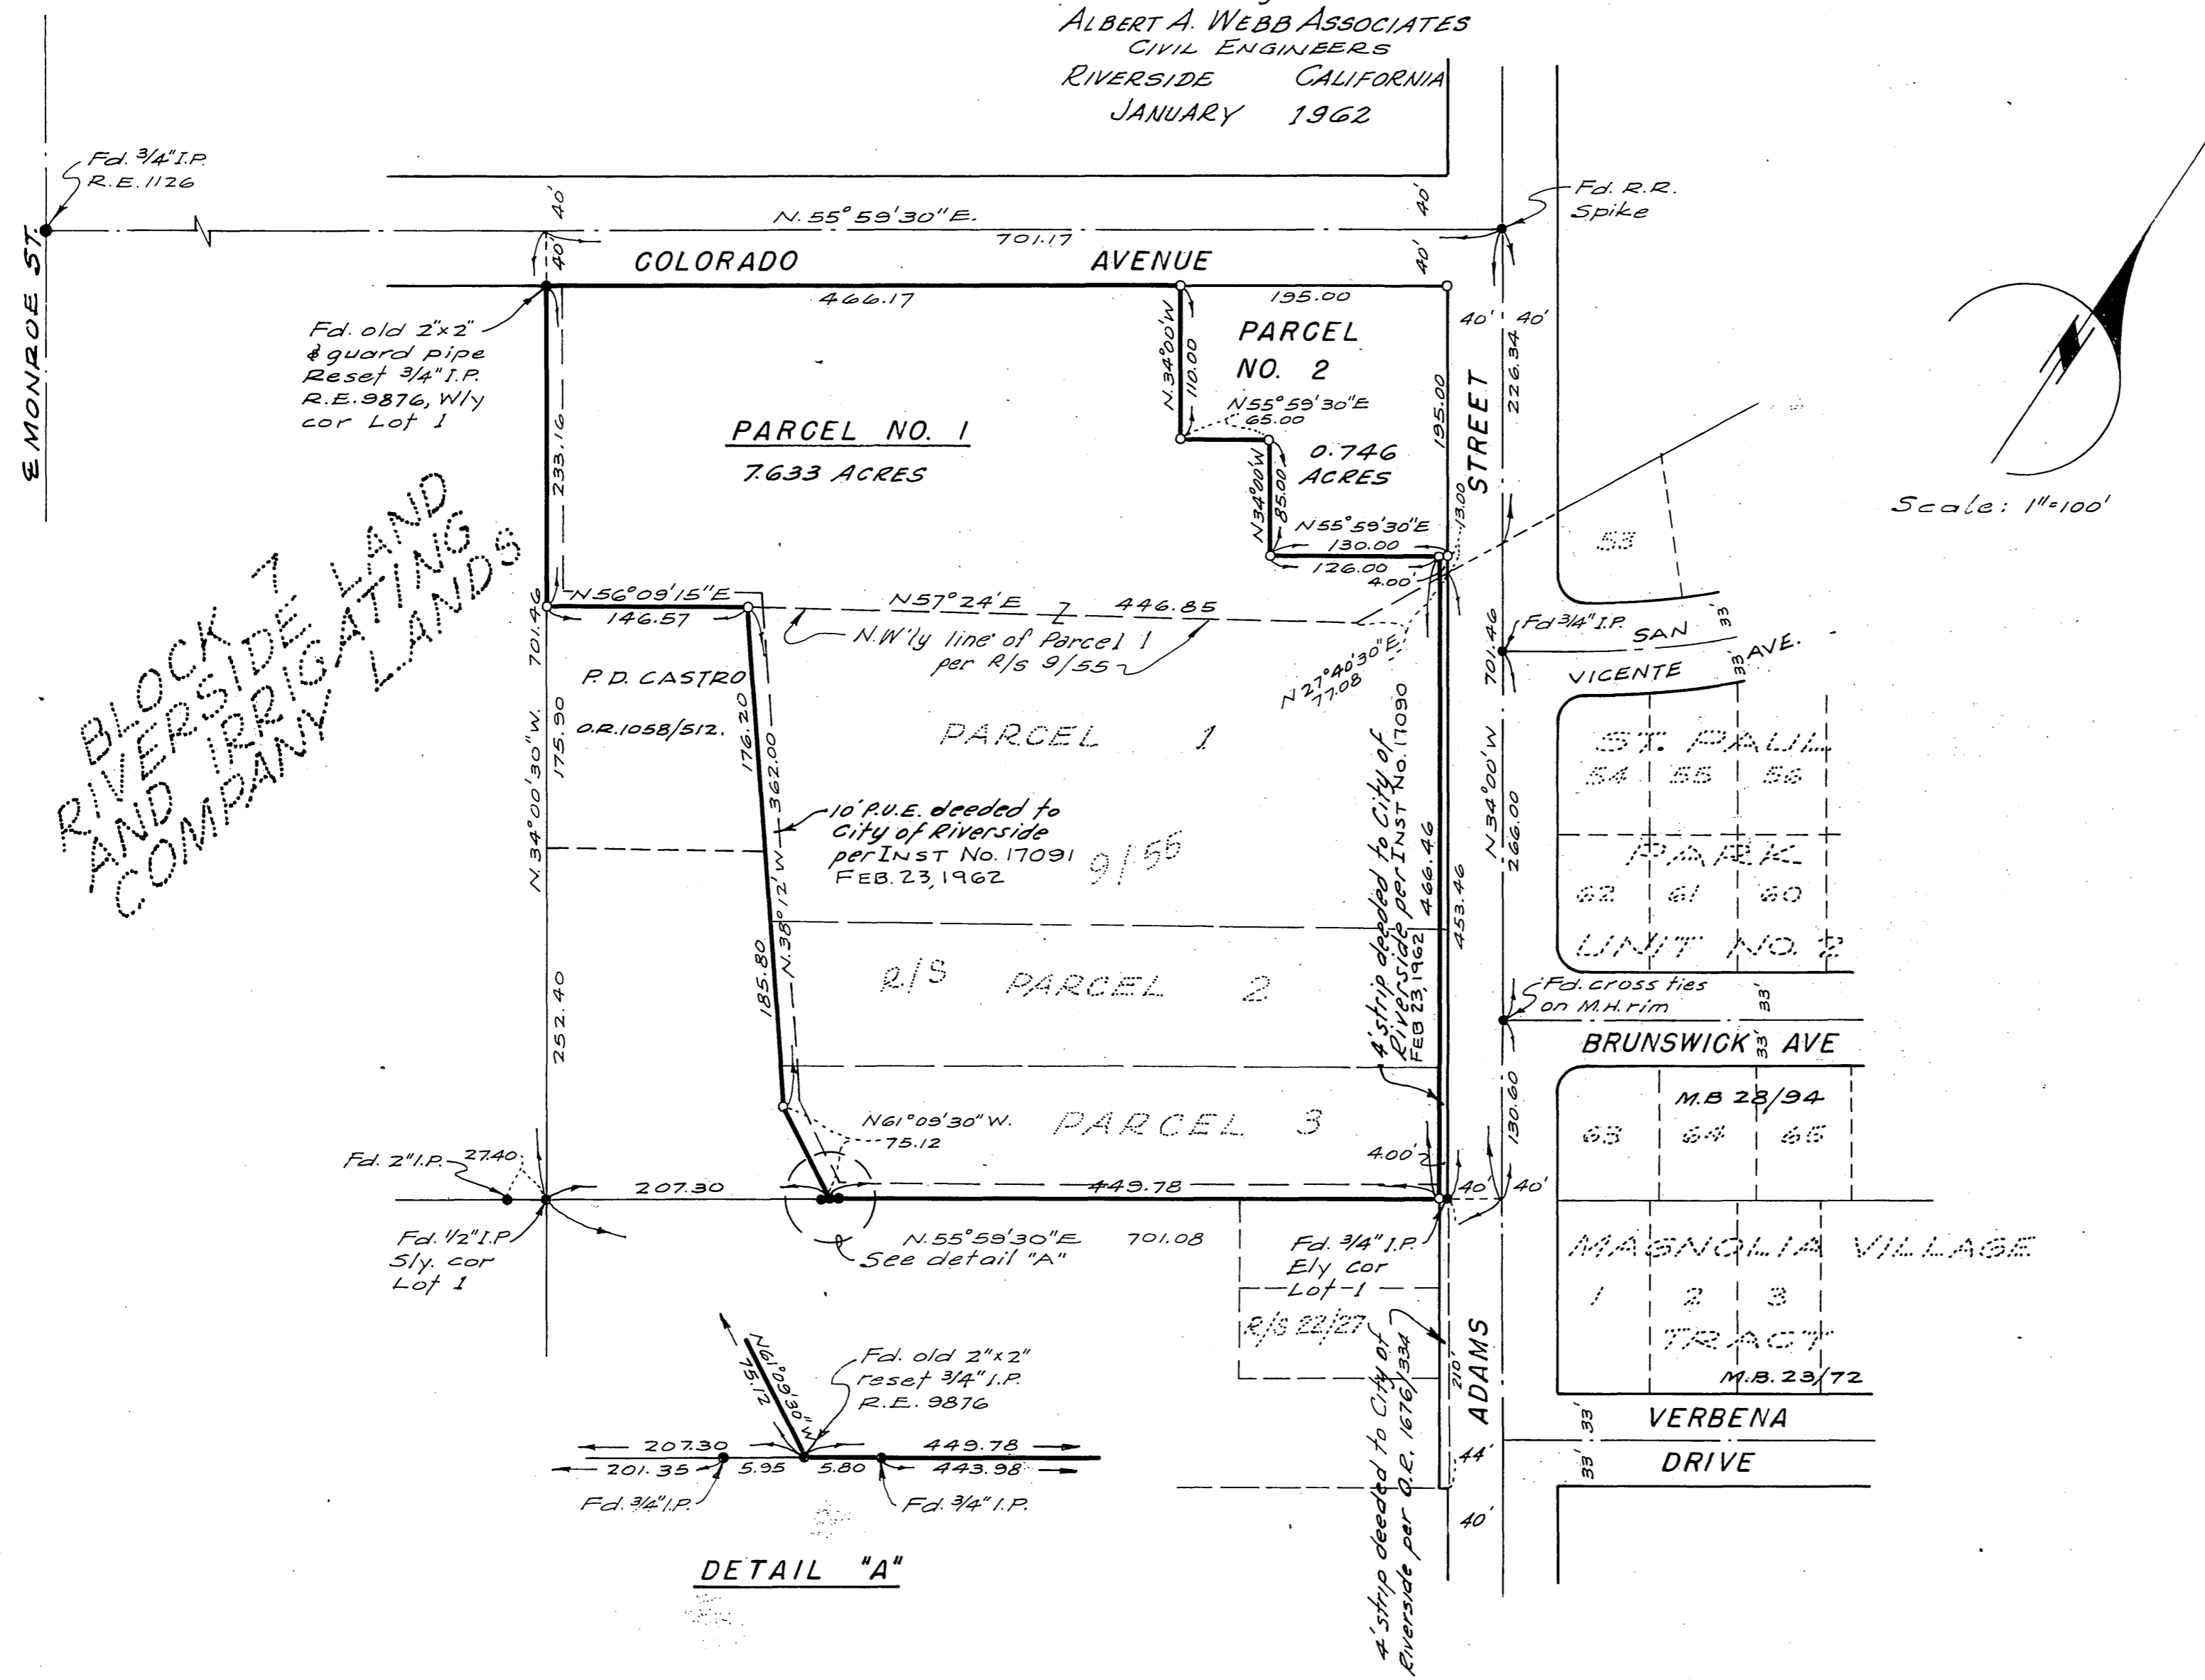 ALBERT A. WEBB ASSOCIATES
CIVIL ENGINEERS
RIVERSIDE CALIFORNIA
JANUARY 1962
Fd. 3/4" I.P.
R.E. 1126
℄ MONROE ST.
N. 55°59'30"E.
701.17
40'
40'
40'
40'
COLORADO AVENUE
Fd. R.R.
Spike
466.17
195.00
Fd. old 2"x2"
& guard pipe
Reset 3/4" I.P.
R.E. 9876, W'ly
cor Lot 1
233.16
PARCEL NO. 1
7.633 ACRES
N.34°00'W
110.00
PARCEL
NO. 2
N55°59'30"E
65.00
0.746
ACRES
N34°00'W
85.00
N55°59'30"E
130.00
126.00
4.00'
195.00
13.00
STREET
40' 40'
226.34
Scale: 1"=100'
53
BLOCK 7
RIVERSIDE LAND
AND IRRIGATING
COMPANY LANDS
N56°09'15"E
146.57
N57°24'E 446.85
N.W'ly line of Parcel 1
per R/S 9/55
N27°40'30"E
77.08
Fd 3/4" I.P.
SAN
VICENTE AVE.
33'
33'
701.46
N.34°00'30"W.
175.90
252.40
P.D. CASTRO
O.R.1058/512.
176.20
362.00
N.38°12'W
185.80
10' P.U.E. deeded to
City of Riverside
per INST No. 17091
FEB. 23, 1962
PARCEL 1
9/55
R/S PARCEL 2
PARCEL 3
4' strip deeded to City of
Riverside per INST No. 17090
FEB 23, 1962
466.46
453.46
701.46
N34°00'W
266.00
ST. PAUL
54 55 56
PARK
62 61 60
UNIT NO. 2
Fd. cross ties
on M.H. rim
33'
33'
BRUNSWICK AVE
130.60
M.B 28/94
63 64 65
N61°09'30"W.
75.12
4.00'
Fd. 2" I.P.
27.40
207.30
449.78
40' 40'
Fd. 1/2" I.P
S'ly. cor
Lot 1
N.55°59'30"E 701.08
See detail "A"
Fd. 3/4" I.P.
E'ly cor
Lot 1
R/S 22/27
MAGNOLIA VILLAGE
1 2 3
TRACT
M.B. 23/72
4' strip deeded to City of
Riverside per O.R. 1676/334
210'
ADAMS
44'
40'
33'
33'
VERBENA
DRIVE
N61°09'30"W
75.12
Fd. old 2"x2"
reset 3/4" I.P.
R.E. 9876
207.30
449.78
201.35 5.95 5.80 443.98
Fd. 3/4" I.P.
Fd. 3/4" I.P.
DETAIL "A"